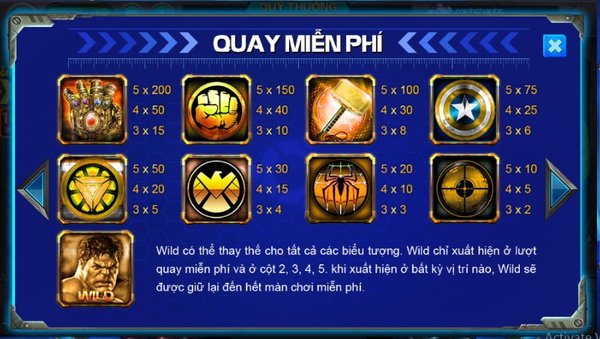 QUỸ THƯỞNG
QUAY MIỄN PHÍ
5 x 200
4 x 50
3 x 15
5 x 150
4 x 40
3 x 10
5 x 100
4 x 30
3 x 8
5 x 75
4 x 25
3 x 6
5 x 50
4 x 20
3 x 5
5 x 30
4 x 15
3 x 4
5 x 20
4 x 10
3 x 3
5 x 10
4 x 5
3 x 2
WILD
Wild có thể thay thế cho tất cả các biểu tượng. Wild chỉ xuất hiện ở lượt
quay miễn phí và ở cột 2, 3, 4, 5. khi xuất hiện ở bất kỳ vị trí nào, Wild sẽ
được giữ lại đến hết màn chơi miễn phí.
Activate